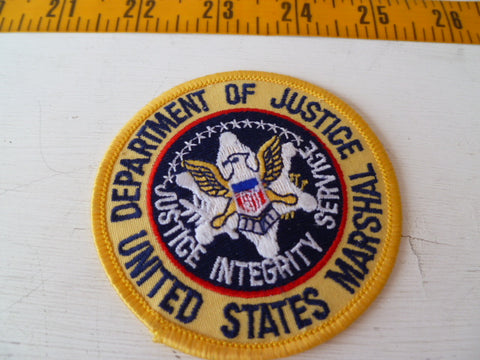 21 22 23 24 25 26
DEPARTMENT OF JUSTICE
UNITED STATES MARSHAL
JUSTICE INTEGRITY SERVICE